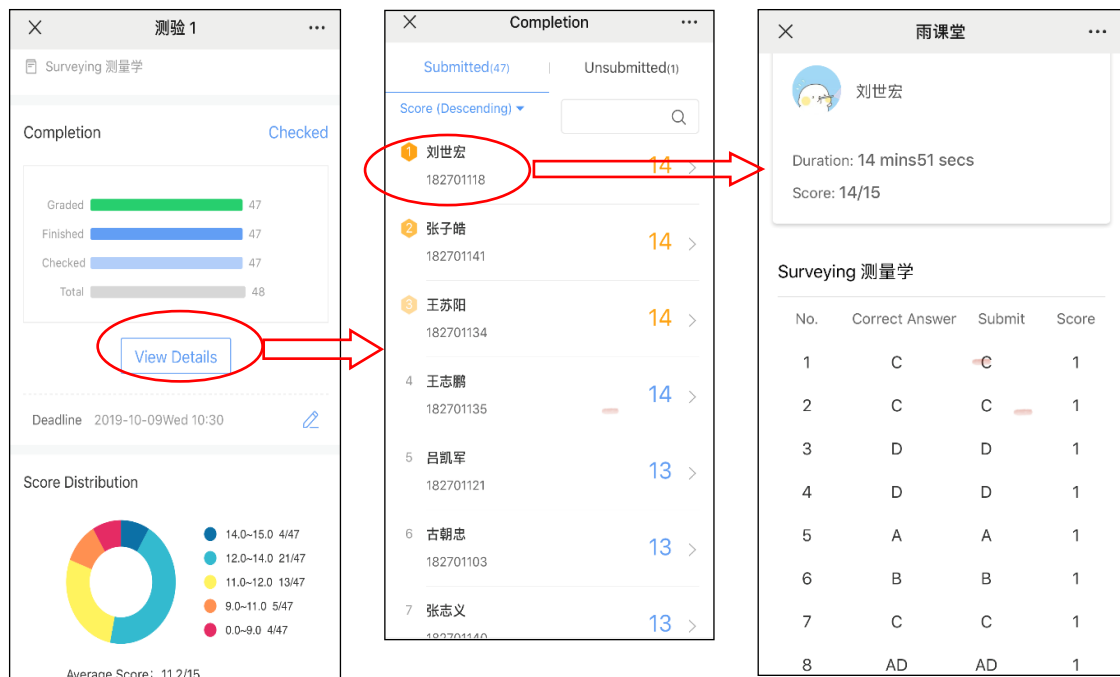 测验 1
Surveying 测量学
Completion Checked
Graded 47
Finished 47
Checked 47
Total 48
View Details
Deadline 2019-10-09Wed 10:30
Score Distribution
14.0~15.0 4/47
12.0~14.0 21/47
11.0~12.0 13/47
9.0~11.0 5/47
0.0~9.0 4/47
Average Score: 11.2/15
Completion
Submitted(47) Unsubmitted(1)
Score (Descending)
1 刘世宏 14
182701118
2 张子皓 14
182701141
3 王苏阳 14
182701134
4 王志鹏 14
182701135
5 吕凯军 13
182701121
6 古朝忠 13
182701103
7 张志义 13
182701140
雨课堂
刘世宏
Duration: 14 mins51 secs
Score: 14/15
Surveying 测量学
No. Correct Answer Submit Score
1 C C 1
2 C C 1
3 D D 1
4 D D 1
5 A A 1
6 B B 1
7 C C 1
8 AD AD 1